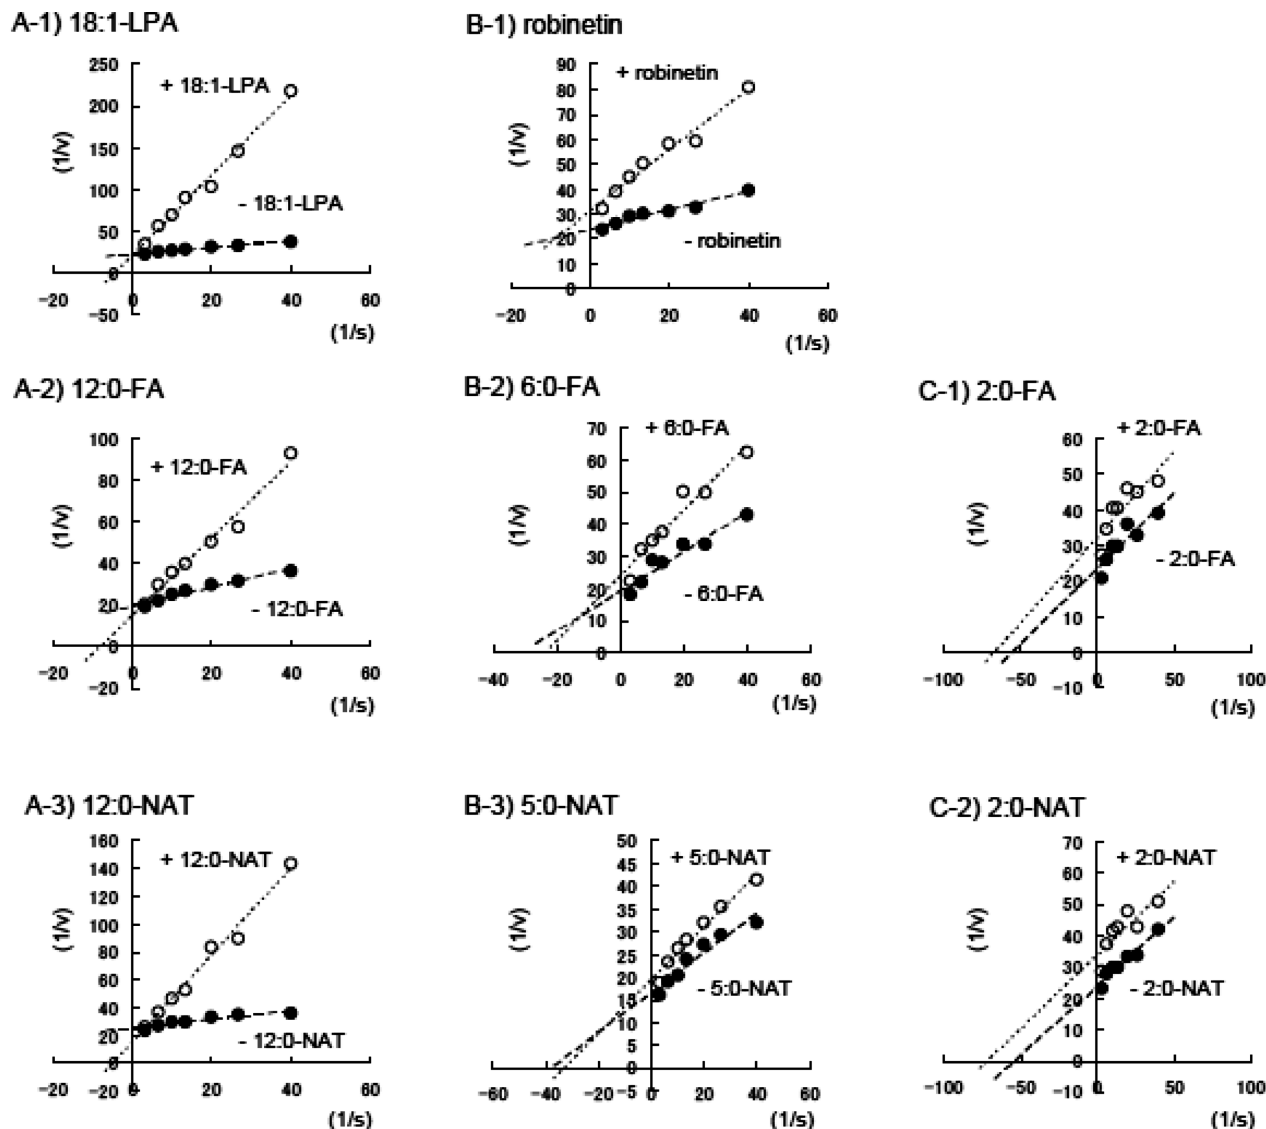 A-1) 18:1-LPA
250
200
150
100
50
0
-50
-20
0
20
40
60
(1/v)
(1/s)
+ 18:1-LPA
- 18:1-LPA
B-1) robinetin
90
80
70
60
50
40
30
20
10
0
-20
0
20
40
60
(1/v)
(1/s)
+ robinetin
- robinetin
A-2) 12:0-FA
100
80
60
40
20
0
-20
-20
0
20
40
60
(1/v)
(1/s)
+ 12:0-FA
- 12:0-FA
B-2) 6:0-FA
70
60
50
40
30
20
10
0
-40
-20
0
20
40
60
(1/v)
(1/s)
+ 6:0-FA
- 6:0-FA
C-1) 2:0-FA
60
50
40
30
20
10
0
-10
-100
-50
0
50
100
(1/v)
(1/s)
+ 2:0-FA
- 2:0-FA
A-3) 12:0-NAT
160
140
120
100
80
60
40
20
0
-20
-20
0
20
40
60
(1/v)
(1/s)
+ 12:0-NAT
- 12:0-NAT
B-3) 5:0-NAT
50
45
40
35
30
25
20
15
10
5
0
-5
-60
-40
-20
0
20
40
60
(1/v)
(1/s)
+ 5:0-NAT
- 5:0-NAT
C-2) 2:0-NAT
70
60
50
40
30
20
10
0
-10
-100
-50
0
50
100
(1/v)
(1/s)
+ 2:0-NAT
- 2:0-NAT